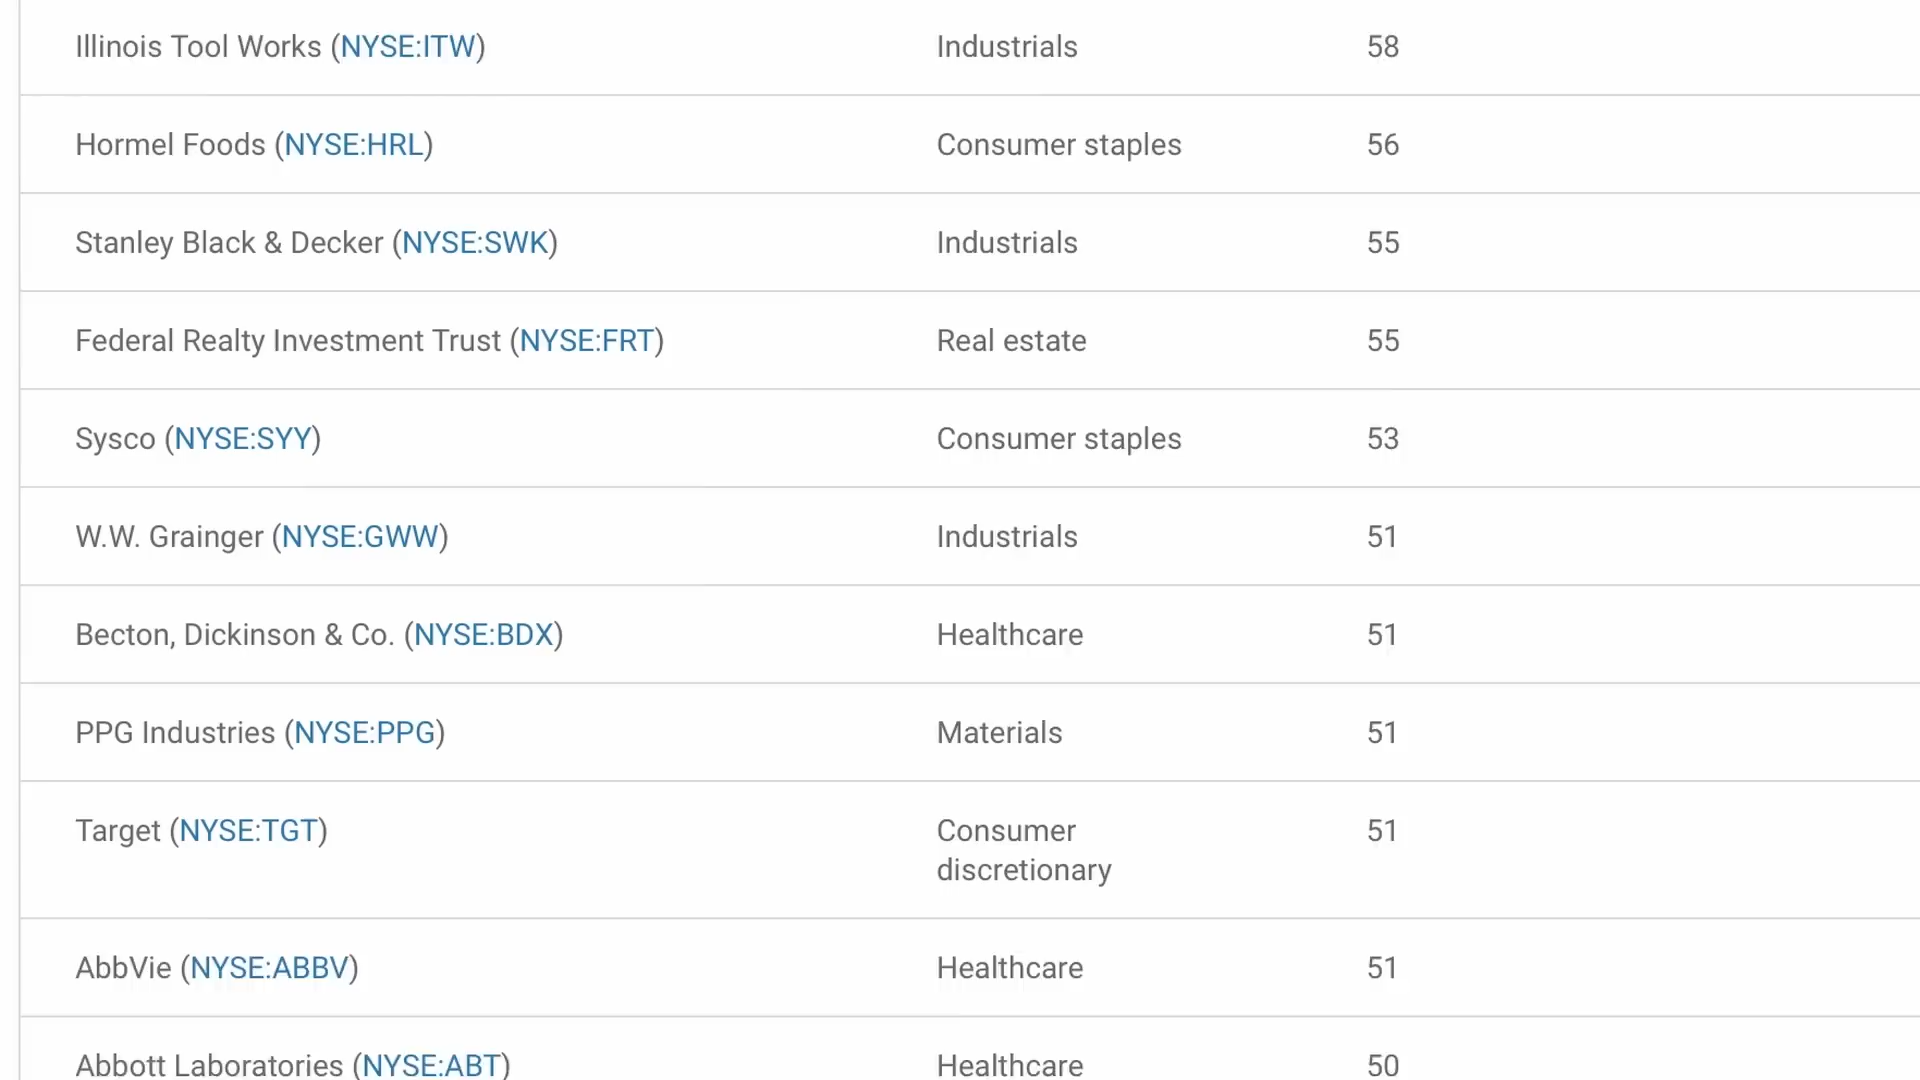 Illinois Tool Works (NYSE:ITW) Industrials 58
Hormel Foods (NYSE:HRL) Consumer staples 56
Stanley Black & Decker (NYSE:SWK) Industrials 55
Federal Realty Investment Trust (NYSE:FRT) Real estate 55
Sysco (NYSE:SYY) Consumer staples 53
W.W. Grainger (NYSE:GWW) Industrials 51
Becton, Dickinson & Co. (NYSE:BDX) Healthcare 51
PPG Industries (NYSE:PPG) Materials 51
Target (NYSE:TGT) Consumer 51
discretionary
AbbVie (NYSE:ABBV) Healthcare 51
Abbott Laboratories (NYSE:ABT) Healthcare 50